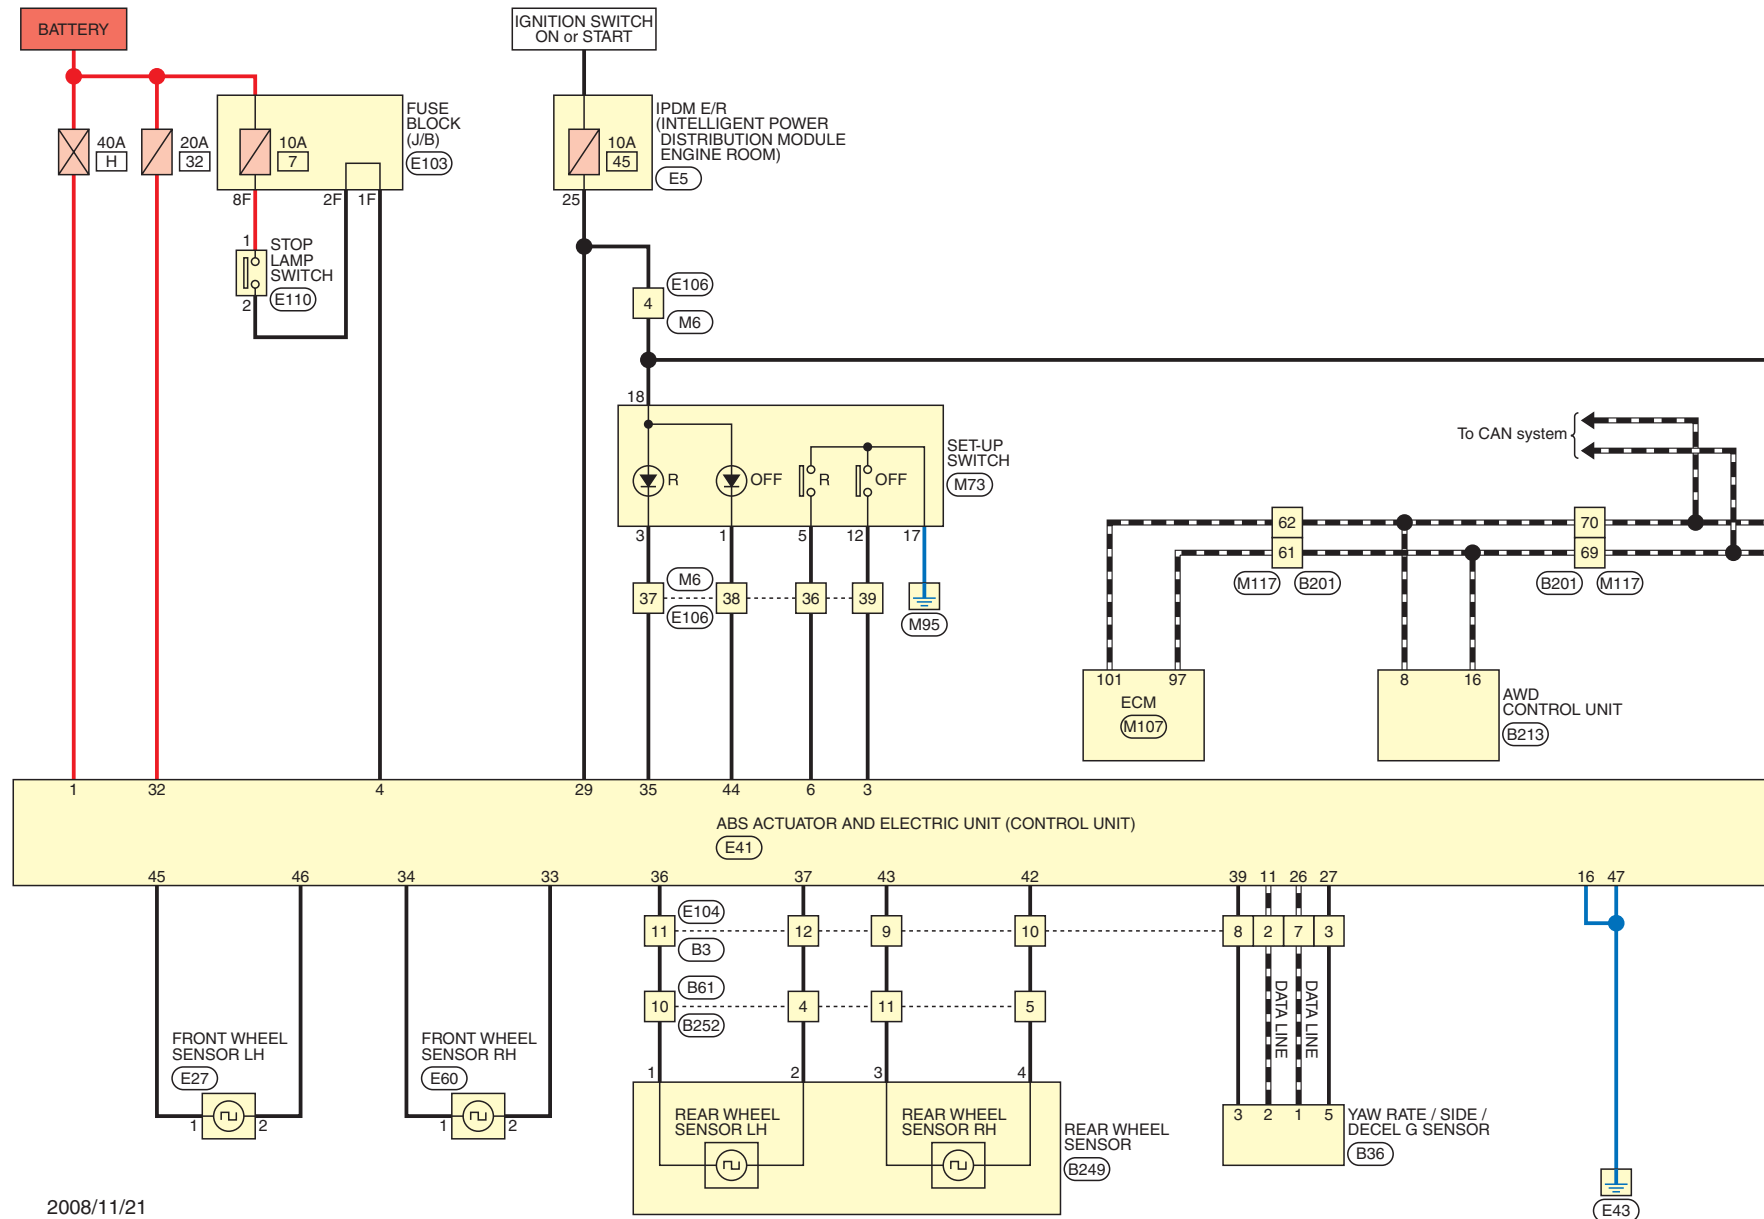 BATTERY
IGNITION SWITCH
ON or START
40A
H
20A
32
10A
7
FUSE
BLOCK
(J/B)
E103
8F
2F
1F
10A
45
IPDM E/R
(INTELLIGENT POWER
DISTRIBUTION MODULE
ENGINE ROOM)
E5
25
1
STOP
LAMP
SWITCH
E110
2
4
E106
M6
18
R
OFF
R
OFF
SET-UP
SWITCH
M73
3
1
5
12
17
37
M6
E106
38
36
39
M95
To CAN system
62
61
M117
B201
70
69
B201
M117
101
97
ECM
M107
8
16
AWD
CONTROL UNIT
B213
1
32
4
29
35
44
6
3
ABS ACTUATOR AND ELECTRIC UNIT (CONTROL UNIT)
E41
45
46
34
33
36
37
43
42
39
11
26
27
16
47
11
E104
B3
12
9
10
8
2
7
3
10
B61
B252
4
11
5
DATA LINE
DATA LINE
FRONT WHEEL
SENSOR LH
E27
1
2
FRONT WHEEL
SENSOR RH
E60
1
2
1
2
3
4
REAR WHEEL
SENSOR LH
REAR WHEEL
SENSOR RH
REAR WHEEL
SENSOR
B249
3
2
1
5
YAW RATE / SIDE /
DECEL G SENSOR
B36
E43
2008/11/21